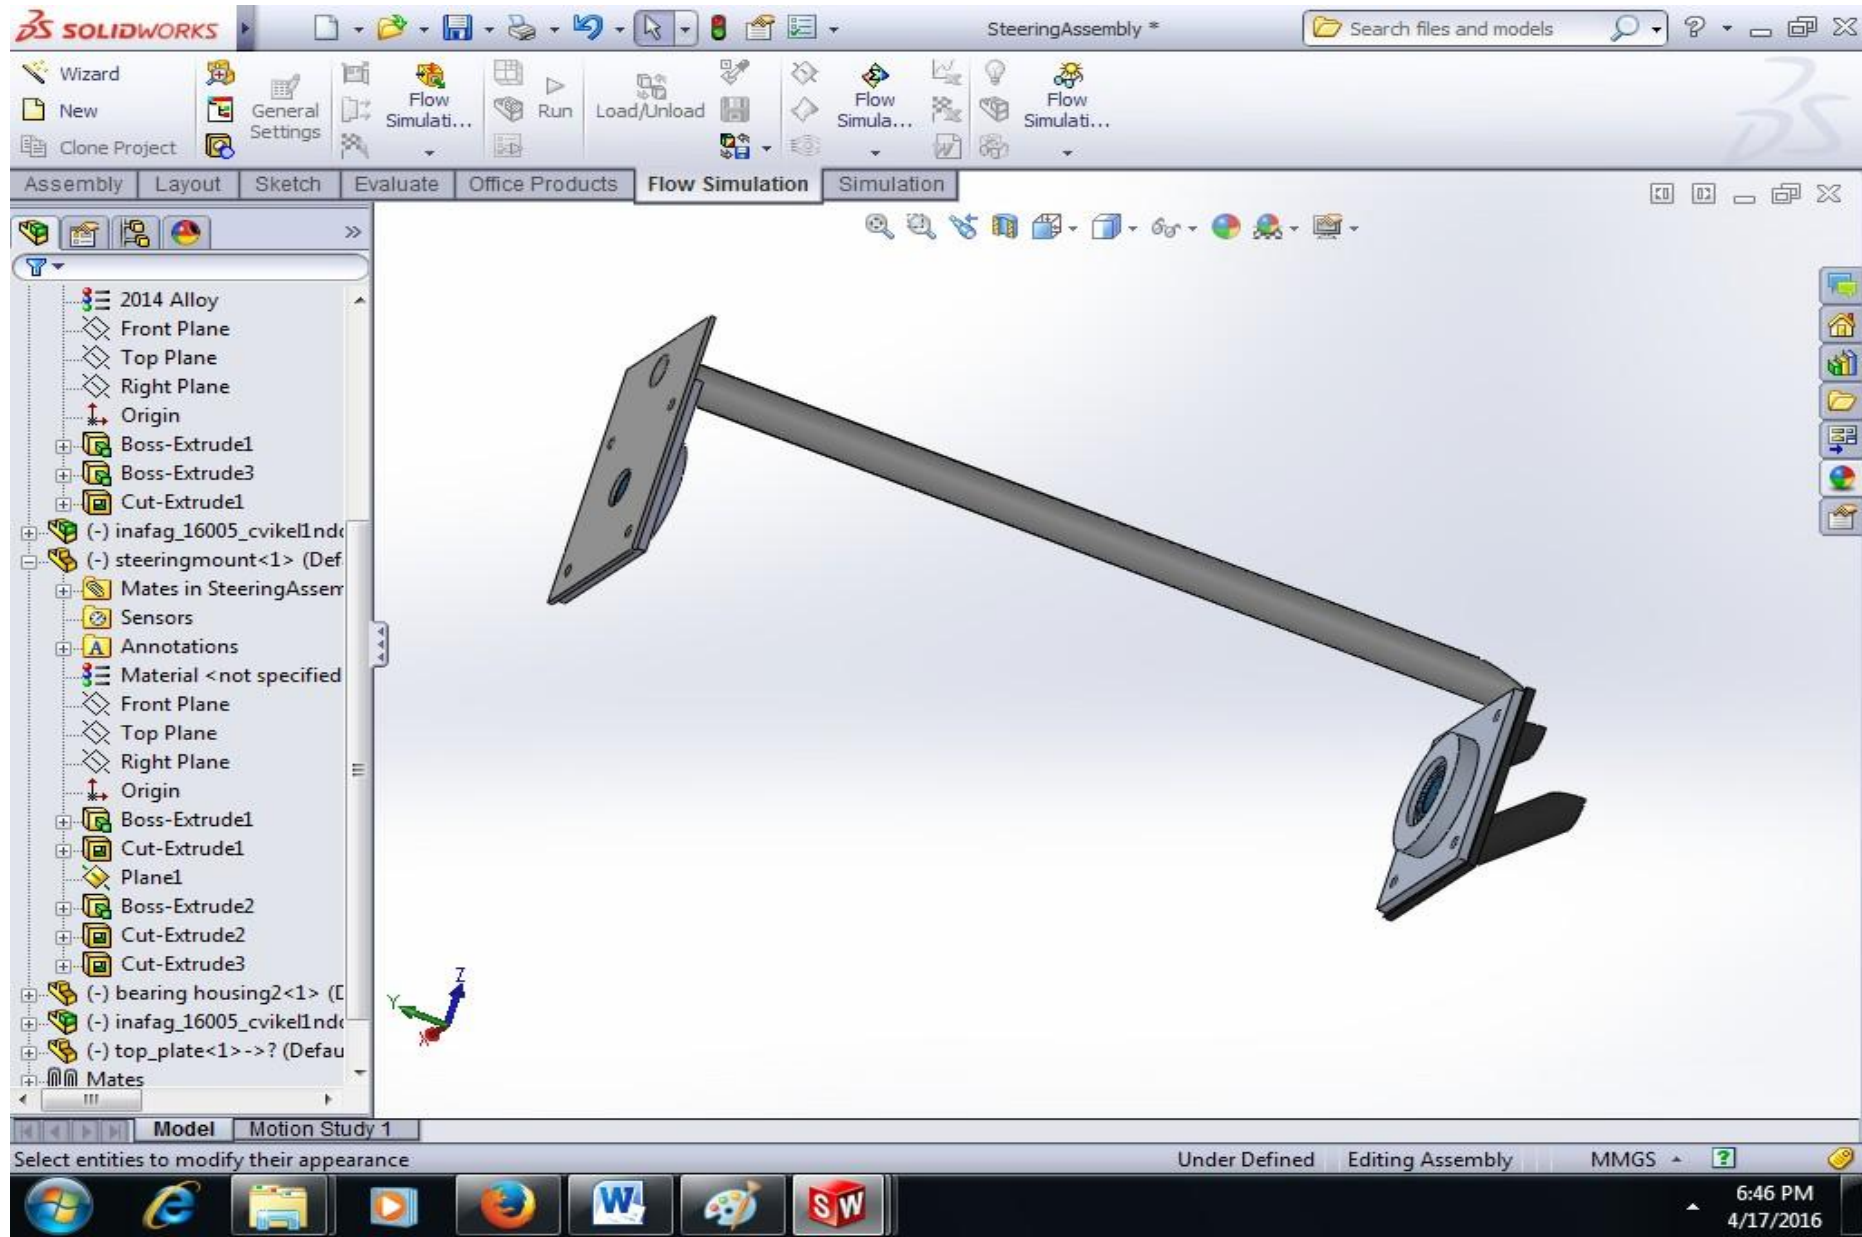 SOLIDWORKS
SteeringAssembly *
Search files and models
Wizard
New
Clone Project
General Settings
Flow Simulati...
Run
Load/Unload
Flow Simula...
Flow Simulati...
Assembly Layout Sketch Evaluate Office Products Flow Simulation Simulation
2014 Alloy
Front Plane
Top Plane
Right Plane
Origin
Boss-Extrude1
Boss-Extrude3
Cut-Extrude1
(-) inafag_16005_cvikel1ndc
(-) steeringmount<1> (Def
Mates in SteeringAssem
Sensors
Annotations
Material <not specified
Front Plane
Top Plane
Right Plane
Origin
Boss-Extrude1
Cut-Extrude1
Plane1
Boss-Extrude2
Cut-Extrude2
Cut-Extrude3
(-) bearing housing2<1> (D
(-) inafag_16005_cvikel1ndc
(-) top_plate<1>->? (Defau
Mates
Z
Y
X
Model Motion Study 1
Select entities to modify their appearance
Under Defined Editing Assembly MMGS
6:46 PM
4/17/2016